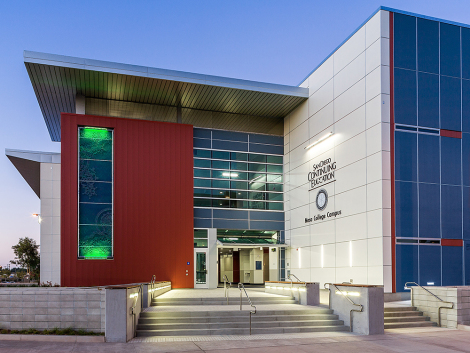 San Diego
Continuing
Education
Mesa College Campus